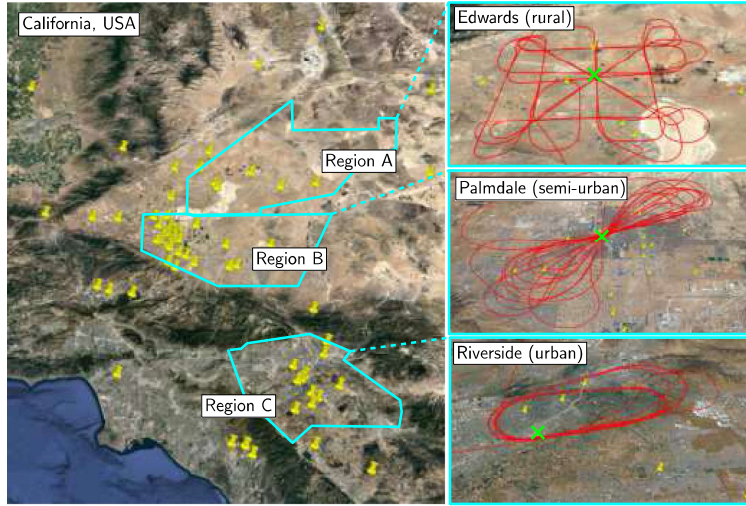 California, USA
Region A
Region B
Region C
Edwards (rural)
Palmdale (semi-urban)
Riverside (urban)